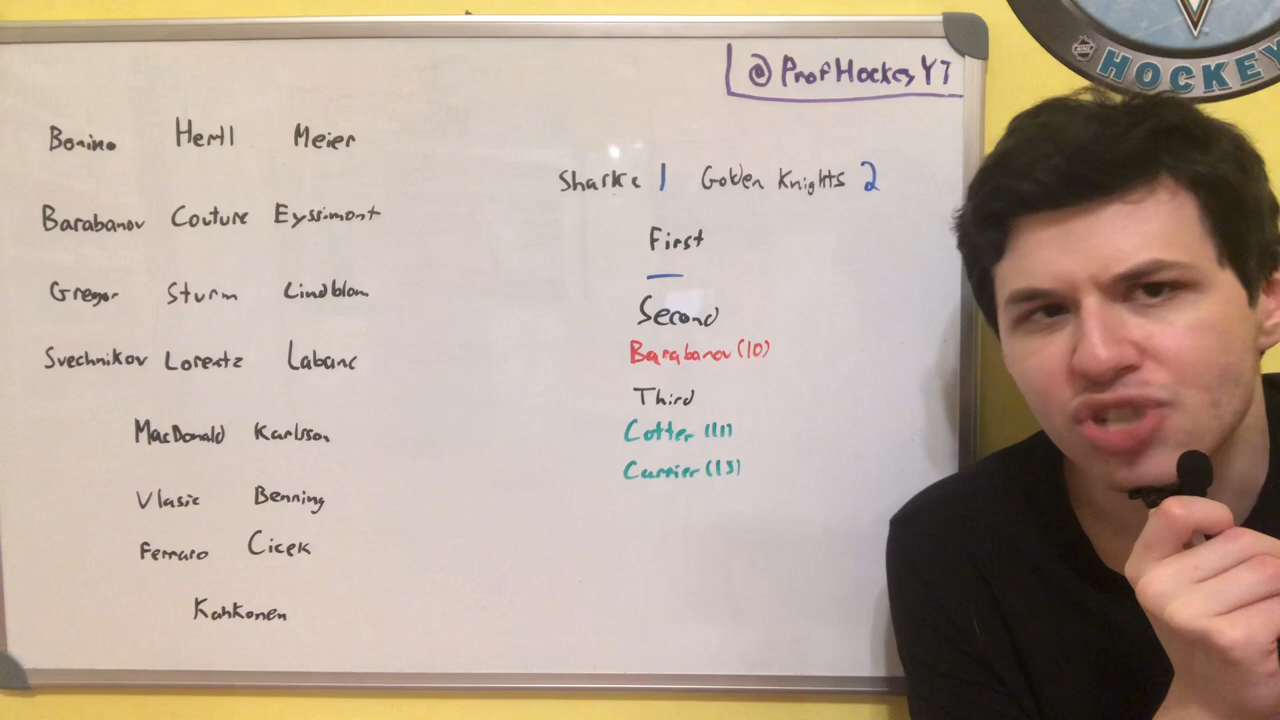 @ProfHockeyYT
NHL
HOCKEY
Bonino Hertl Meier
Barabanov Couture Eyssimont
Gregor Sturm Lindblom
Svechnikov Lorentz Labanc
MacDonald Karlsson
Vlasic Benning
Ferraro Cicek
Kahkonen
Sharks 1 Golden Knights 2
First
—
Second
Barabanov (10)
Third
Cotter (11)
Carrier (13)